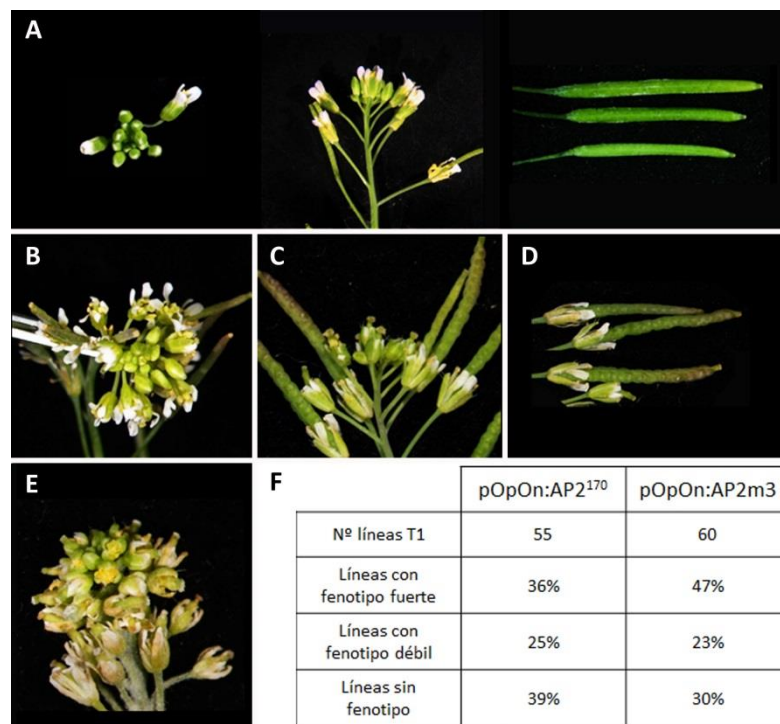 A
B
C
D
E
F
pOpOn:AP2¹⁷⁰ pOpOn:AP2m3
Nº líneas T1 55 60
Líneas con
fenotipo fuerte 36% 47%
Líneas con
fenotipo débil 25% 23%
Líneas sin
fenotipo 39% 30%